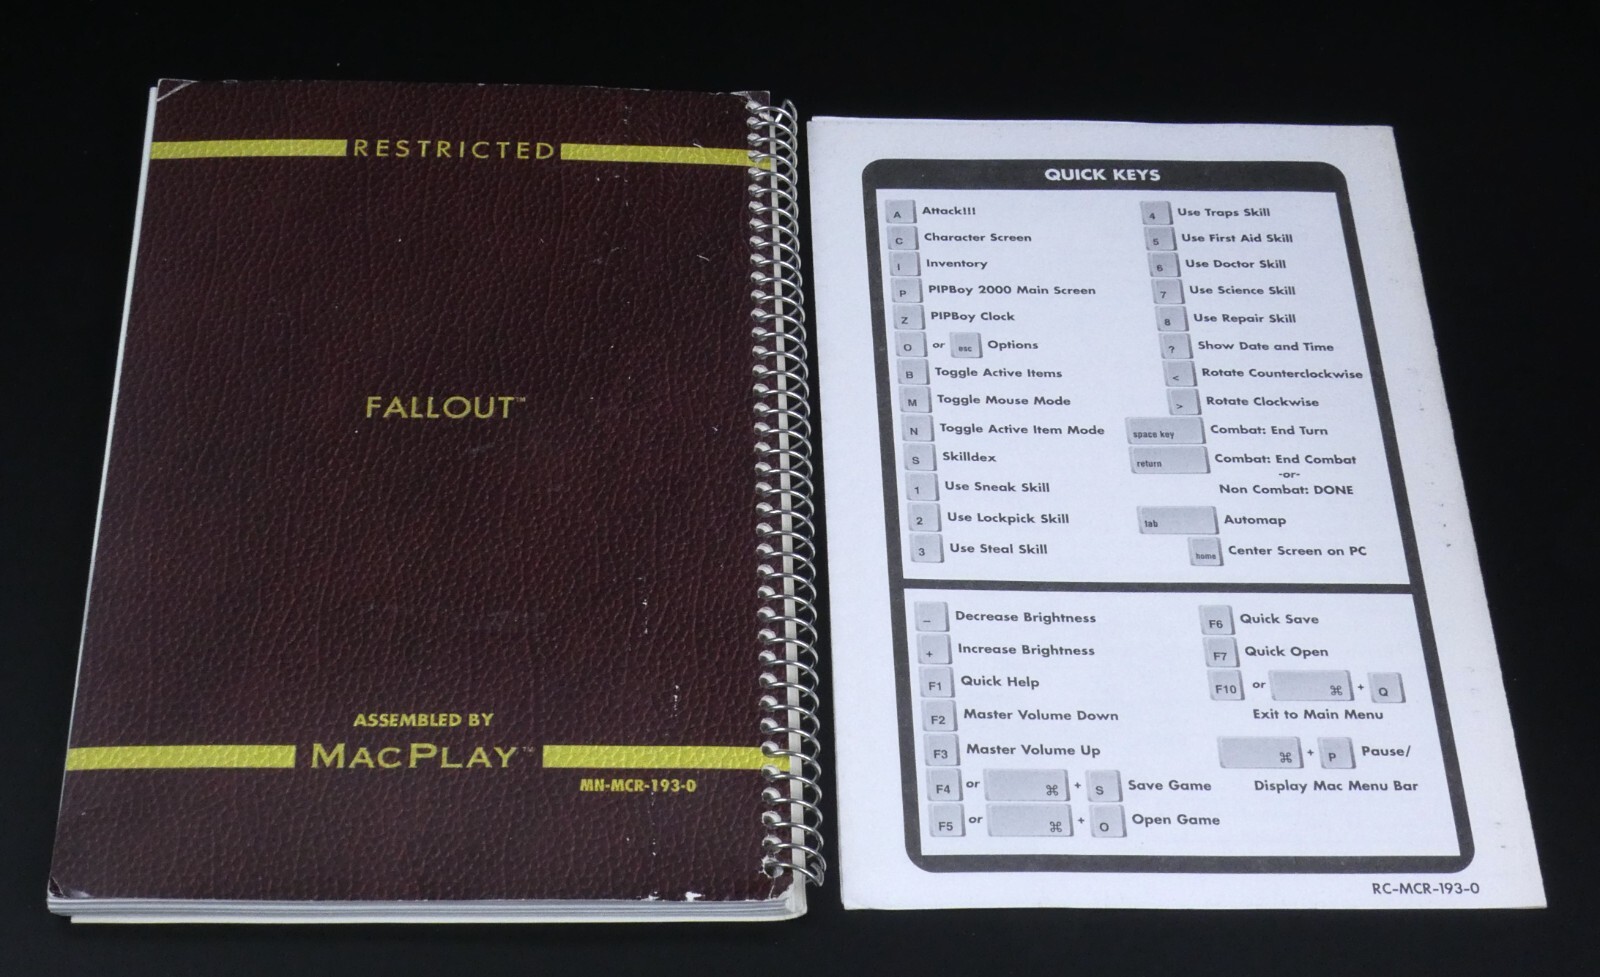 RESTRICTED
FALLOUT™
ASSEMBLED BY
MACPLAY™
MN-MCR-193-0
QUICK KEYS
A Attack!!!
C Character Screen
I Inventory
P PIPBoy 2000 Main Screen
Z PIPBoy Clock
O or esc Options
B Toggle Active Items
M Toggle Mouse Mode
N Toggle Active Item Mode
S Skilldex
1 Use Sneak Skill
2 Use Lockpick Skill
3 Use Steal Skill
4 Use Traps Skill
5 Use First Aid Skill
6 Use Doctor Skill
7 Use Science Skill
8 Use Repair Skill
? Show Date and Time
< Rotate Counterclockwise
> Rotate Clockwise
space key Combat: End Turn
return Combat: End Combat
-or-
Non Combat: DONE
tab Automap
home Center Screen on PC
– Decrease Brightness
+ Increase Brightness
F1 Quick Help
F2 Master Volume Down
F3 Master Volume Up
F4 or ⌘ + S Save Game
F5 or ⌘ + O Open Game
F6 Quick Save
F7 Quick Open
F10 or ⌘ + Q
Exit to Main Menu
⌘ + P Pause/
Display Mac Menu Bar
RC-MCR-193-0